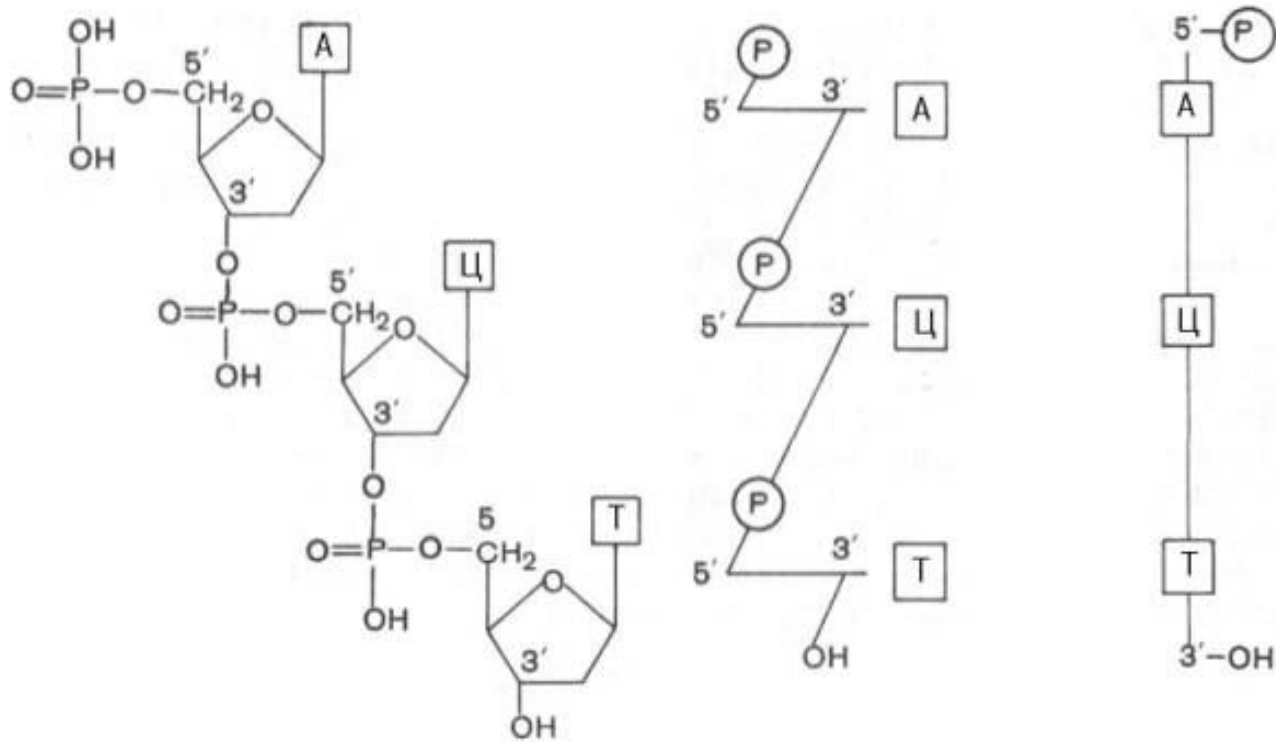 OH
5′
A
O=P–O–CH₂
O
OH
3′
O
5′
Ц
O=P–O–CH₂
O
OH
3′
O
5
T
O=P–O–CH₂
O
OH
3′
OH
P
5′
3′
A
P
5′
3′
Ц
P
5′
3′
T
OH
5′–P
A
Ц
T
3′–OH